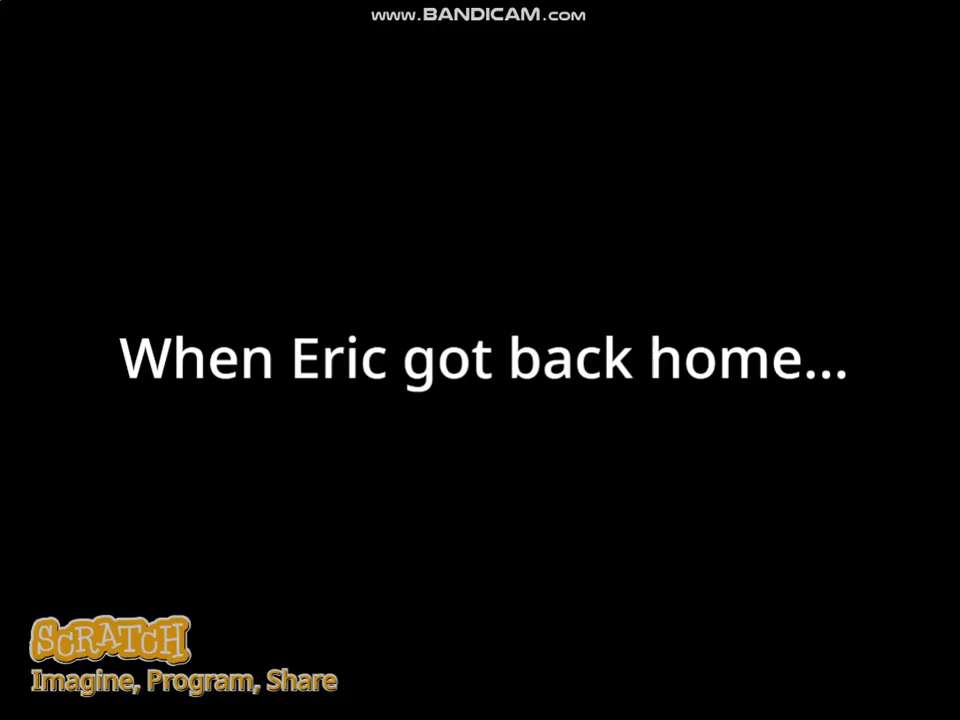 www.BANDICAM.com
When Eric got back home...
SCRATCH
Imagine, Program, Share